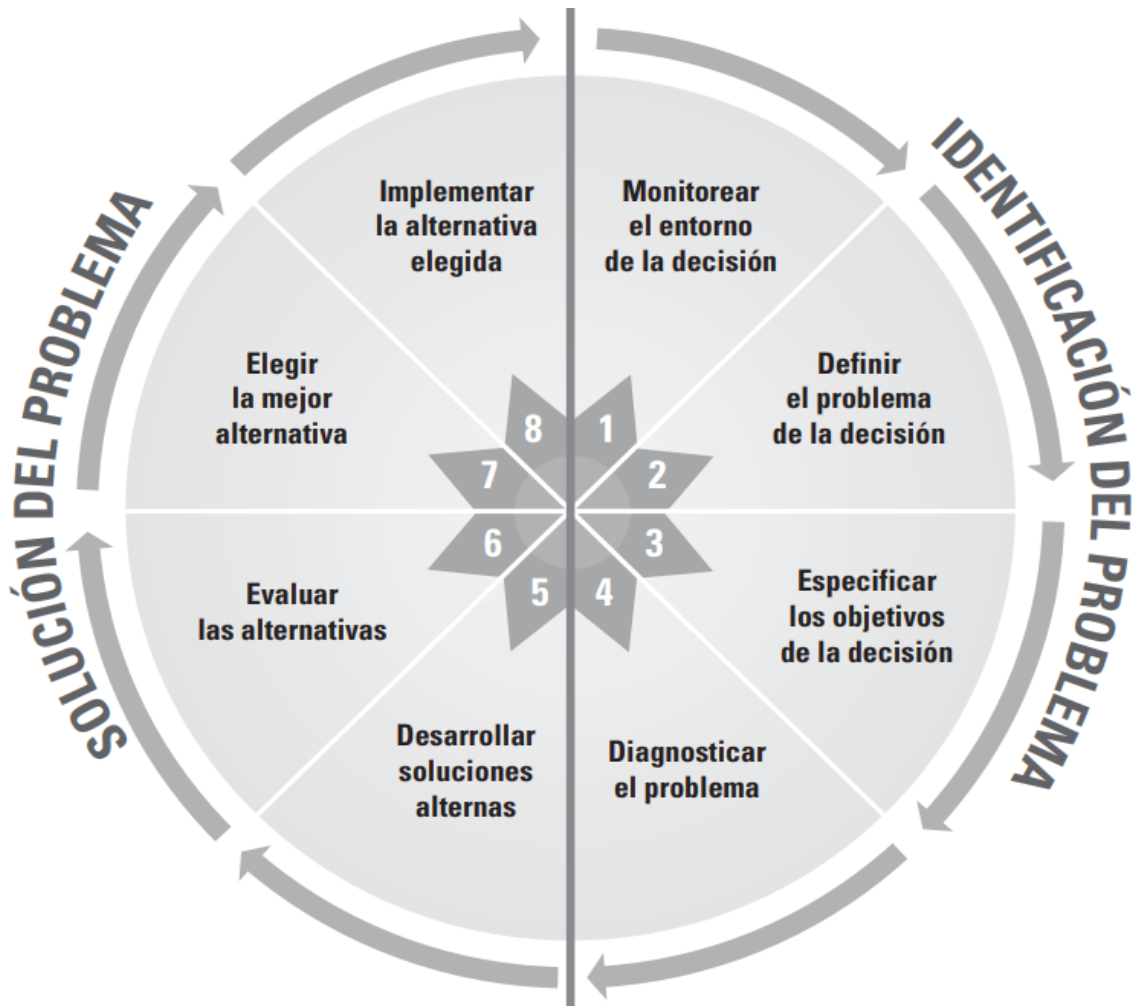 IDENTIFICACIÓN DEL PROBLEMA
1
Monitorear
el entorno
de la decisión
2
Definir
el problema
de la decisión
3
Especificar
los objetivos
de la decisión
4
Diagnosticar
el problema
SOLUCIÓN DEL PROBLEMA
5
Desarrollar
soluciones
alternas
6
Evaluar
las alternativas
7
Elegir
la mejor
alternativa
8
Implementar
la alternativa
elegida